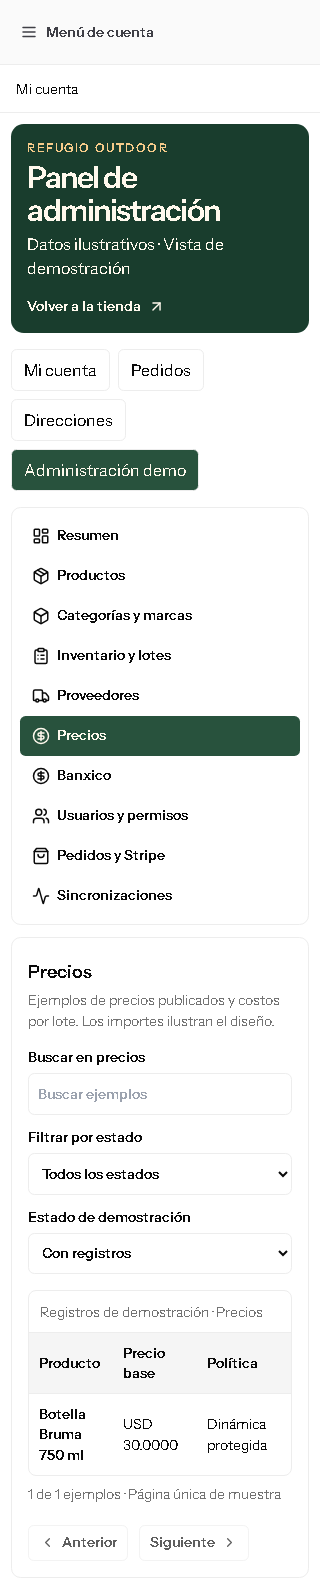 Menú de cuenta
Mi cuenta
REFUGIO OUTDOOR
Panel de
administración
Datos ilustrativos · Vista de
demostración
Volver a la tienda
Mi cuenta
Pedidos
Direcciones
Administración demo
Resumen
Productos
Categorías y marcas
Inventario y lotes
Proveedores
Precios
Banxico
Usuarios y permisos
Pedidos y Stripe
Sincronizaciones
Precios
Ejemplos de precios publicados y costos
por lote. Los importes ilustran el diseño.
Buscar en precios
Buscar ejemplos
Filtrar por estado
Todos los estados
Estado de demostración
Con registros
Registros de demostración · Precios
Producto
Precio
base
Política
Botella
Bruma
750 ml
USD
30.0000
Dinámica
protegida
1 de 1 ejemplos · Página única de muestra
Anterior
Siguiente